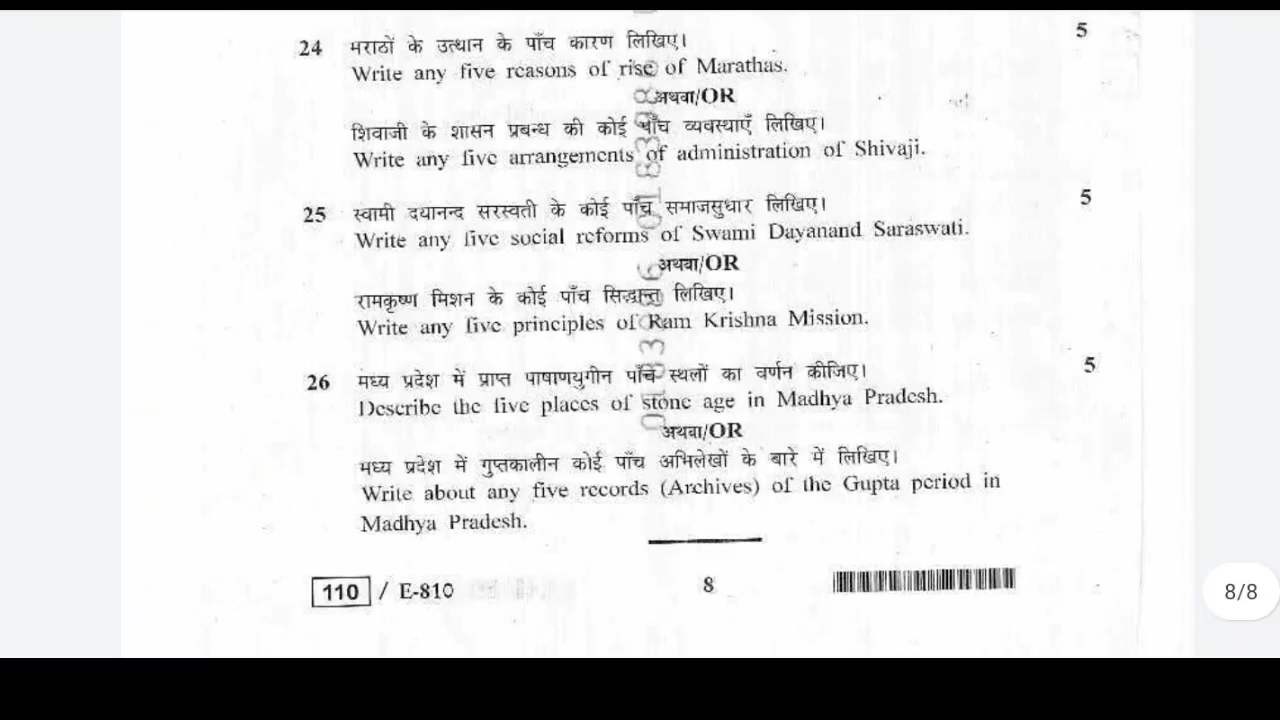 24 मराठों के उत्थान के पाँच कारण लिखिए। 5
Write any five reasons of rise of Marathas.
अथवा/OR
शिवाजी के शासन प्रबन्ध की कोई पाँच व्यवस्थाएँ लिखिए।
Write any five arrangements of administration of Shivaji.
25 स्वामी दयानन्द सरस्वती के कोई पाँच समाजसुधार लिखिए। 5
Write any five social reforms of Swami Dayanand Saraswati.
अथवा/OR
रामकृष्ण मिशन के कोई पाँच सिद्धान्त लिखिए।
Write any five principles of Ram Krishna Mission.
26 मध्य प्रदेश में प्राप्त पाषाणयुगीन पाँच स्थलों का वर्णन कीजिए। 5
Describe the five places of stone age in Madhya Pradesh.
अथवा/OR
मध्य प्रदेश में गुप्तकालीन कोई पाँच अभिलेखों के बारे में लिखिए।
Write about any five records (Archives) of the Gupta period in
Madhya Pradesh.
110 / E-810 8
8/8